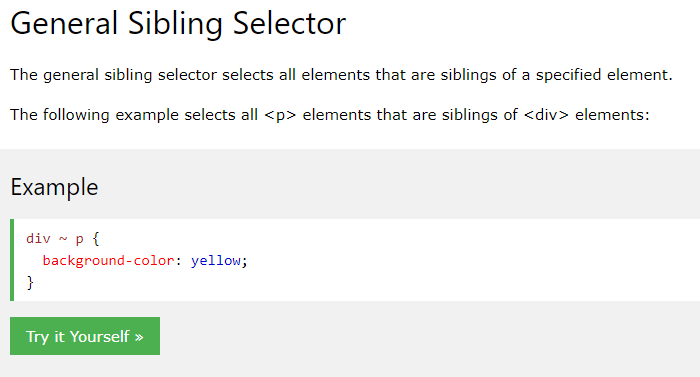 General Sibling Selector
The general sibling selector selects all elements that are siblings of a specified element.
The following example selects all <p> elements that are siblings of <div> elements:
Example
div ~ p {
  background-color: yellow;
}
Try it Yourself »